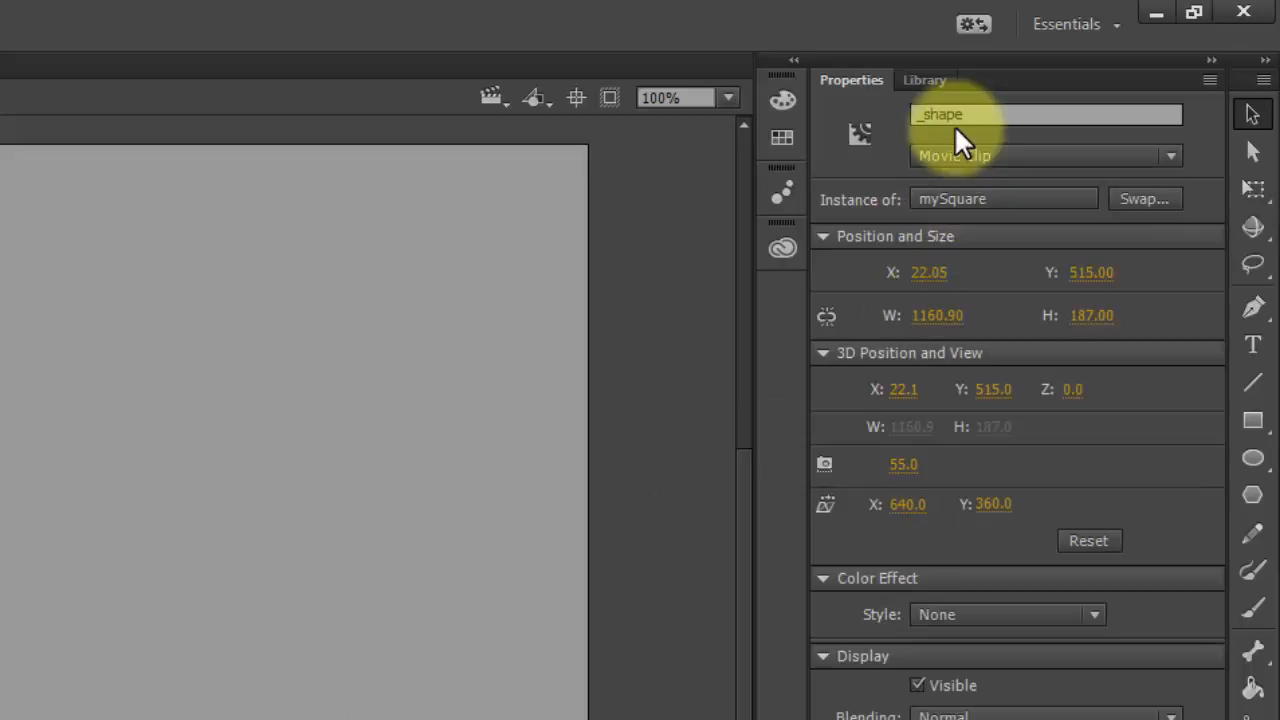 Essentials
100%
Properties
Library
_shape
Movie Clip
Instance of: mySquare Swap...
Position and Size
X: 22.05 Y: 515.00
W: 1160.90 H: 187.00
3D Position and View
X: 22.1 Y: 515.0 Z: 0.0
W: 1160.9 H: 187.0
55.0
X: 640.0 Y: 360.0
Reset
Color Effect
Style: None
Display
Visible
Blending: Normal